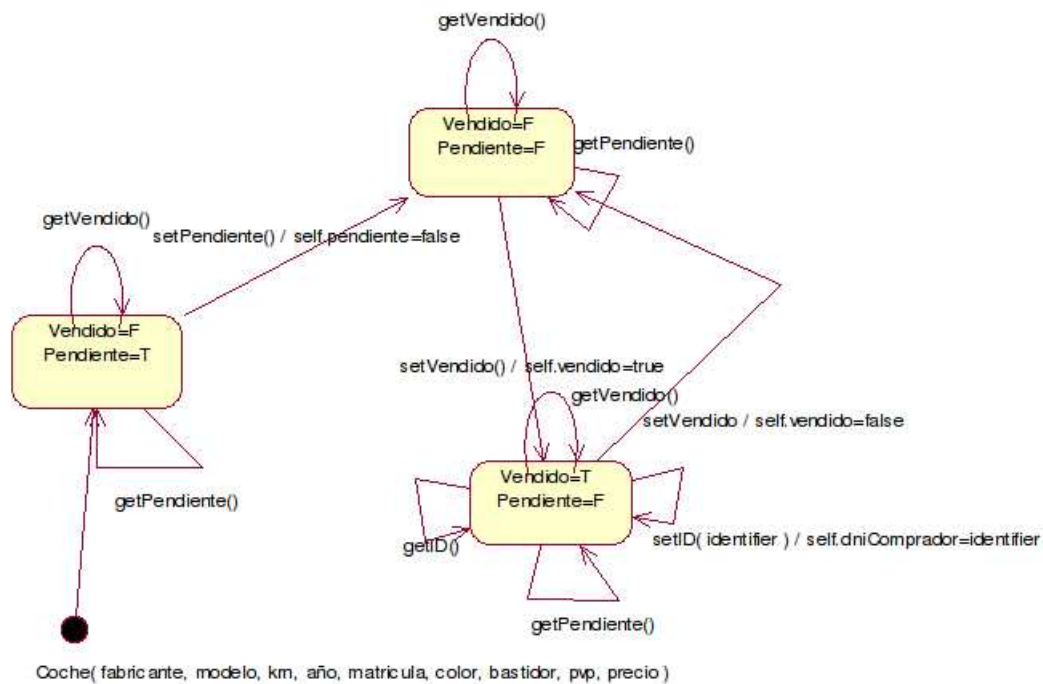 getVendido()
Vendido=F
Pendiente=F
getPendiente()
getVendido()
setPendiente() / self.pendiente=false
Vendido=F
Pendiente=T
setVendido() / self.vendido=true
getVendido()
setVendido / self.vendido=false
Vendido=T
Pendiente=F
getPendiente()
getID()
setID( identifier ) / self.dniComprador=identifier
getPendiente()
Coche( fabricante, modelo, km, año, matricula, color, bastidor, pvp, precio )